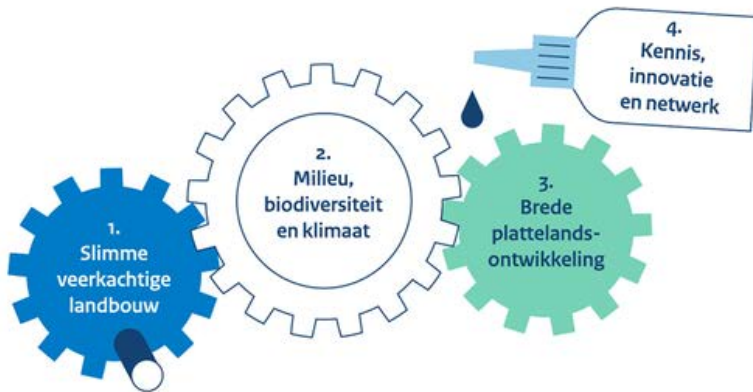 1.
Slimme
veerkachtige
landbouw
2.
Milieu,
biodiversiteit
en klimaat
3.
Brede
plattelands-
ontwikkeling
4.
Kennis,
innovatie
en netwerk